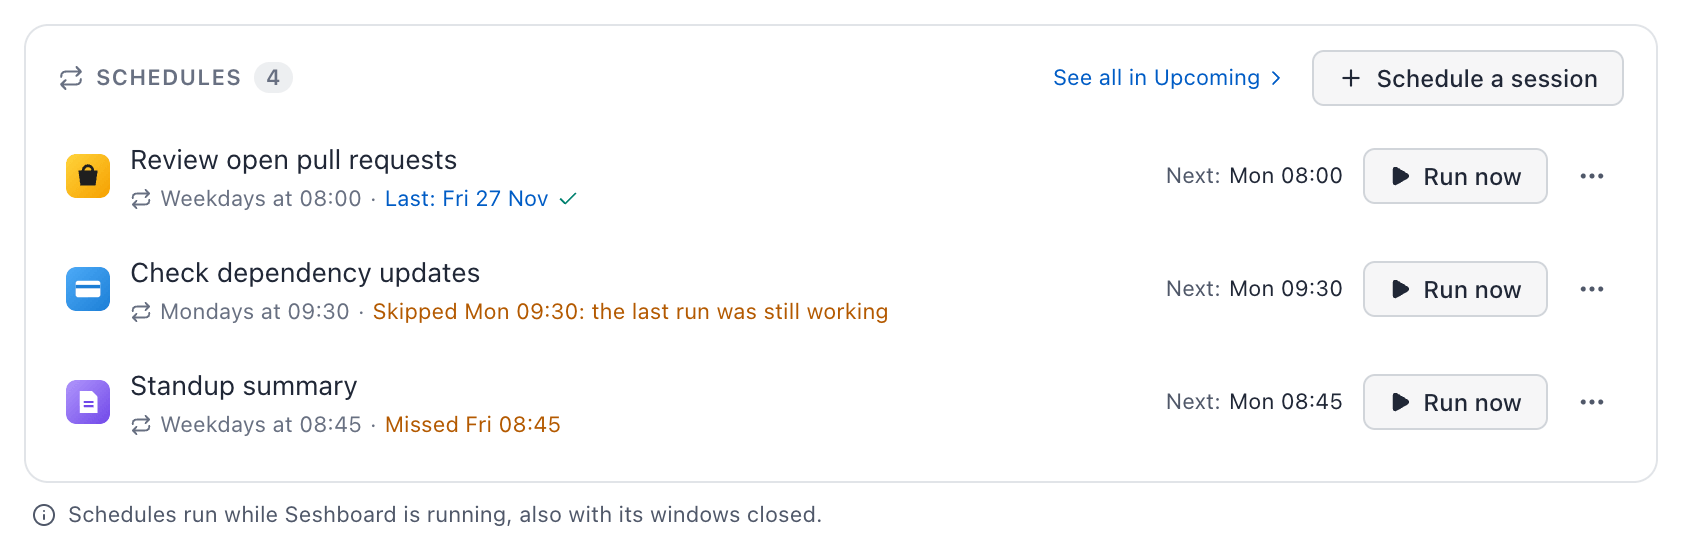 SCHEDULES 4
See all in Upcoming
Schedule a session
Review open pull requests
Weekdays at 08:00 · Last: Fri 27 Nov
Next: Mon 08:00
Run now
Check dependency updates
Mondays at 09:30 · Skipped Mon 09:30: the last run was still working
Next: Mon 09:30
Run now
Standup summary
Weekdays at 08:45 · Missed Fri 08:45
Next: Mon 08:45
Run now
Schedules run while Seshboard is running, also with its windows closed.